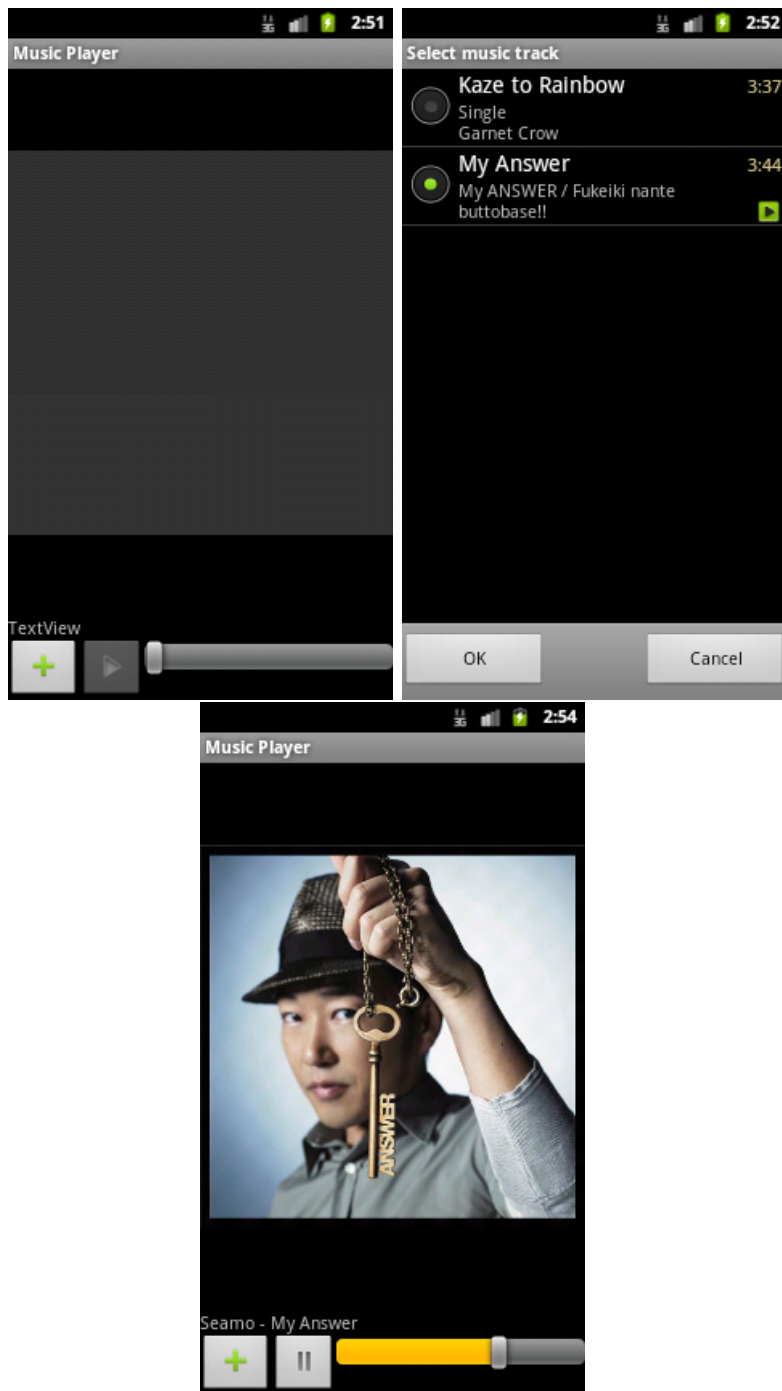 2:51
Music Player
TextView
2:52
Select music track
Kaze to Rainbow
3:37
Single
Garnet Crow
My Answer
3:44
My ANSWER / Fukeiki nante
buttobase!!
OK
Cancel
3G
2:54
Music Player
ANSWER
Seamo - My Answer